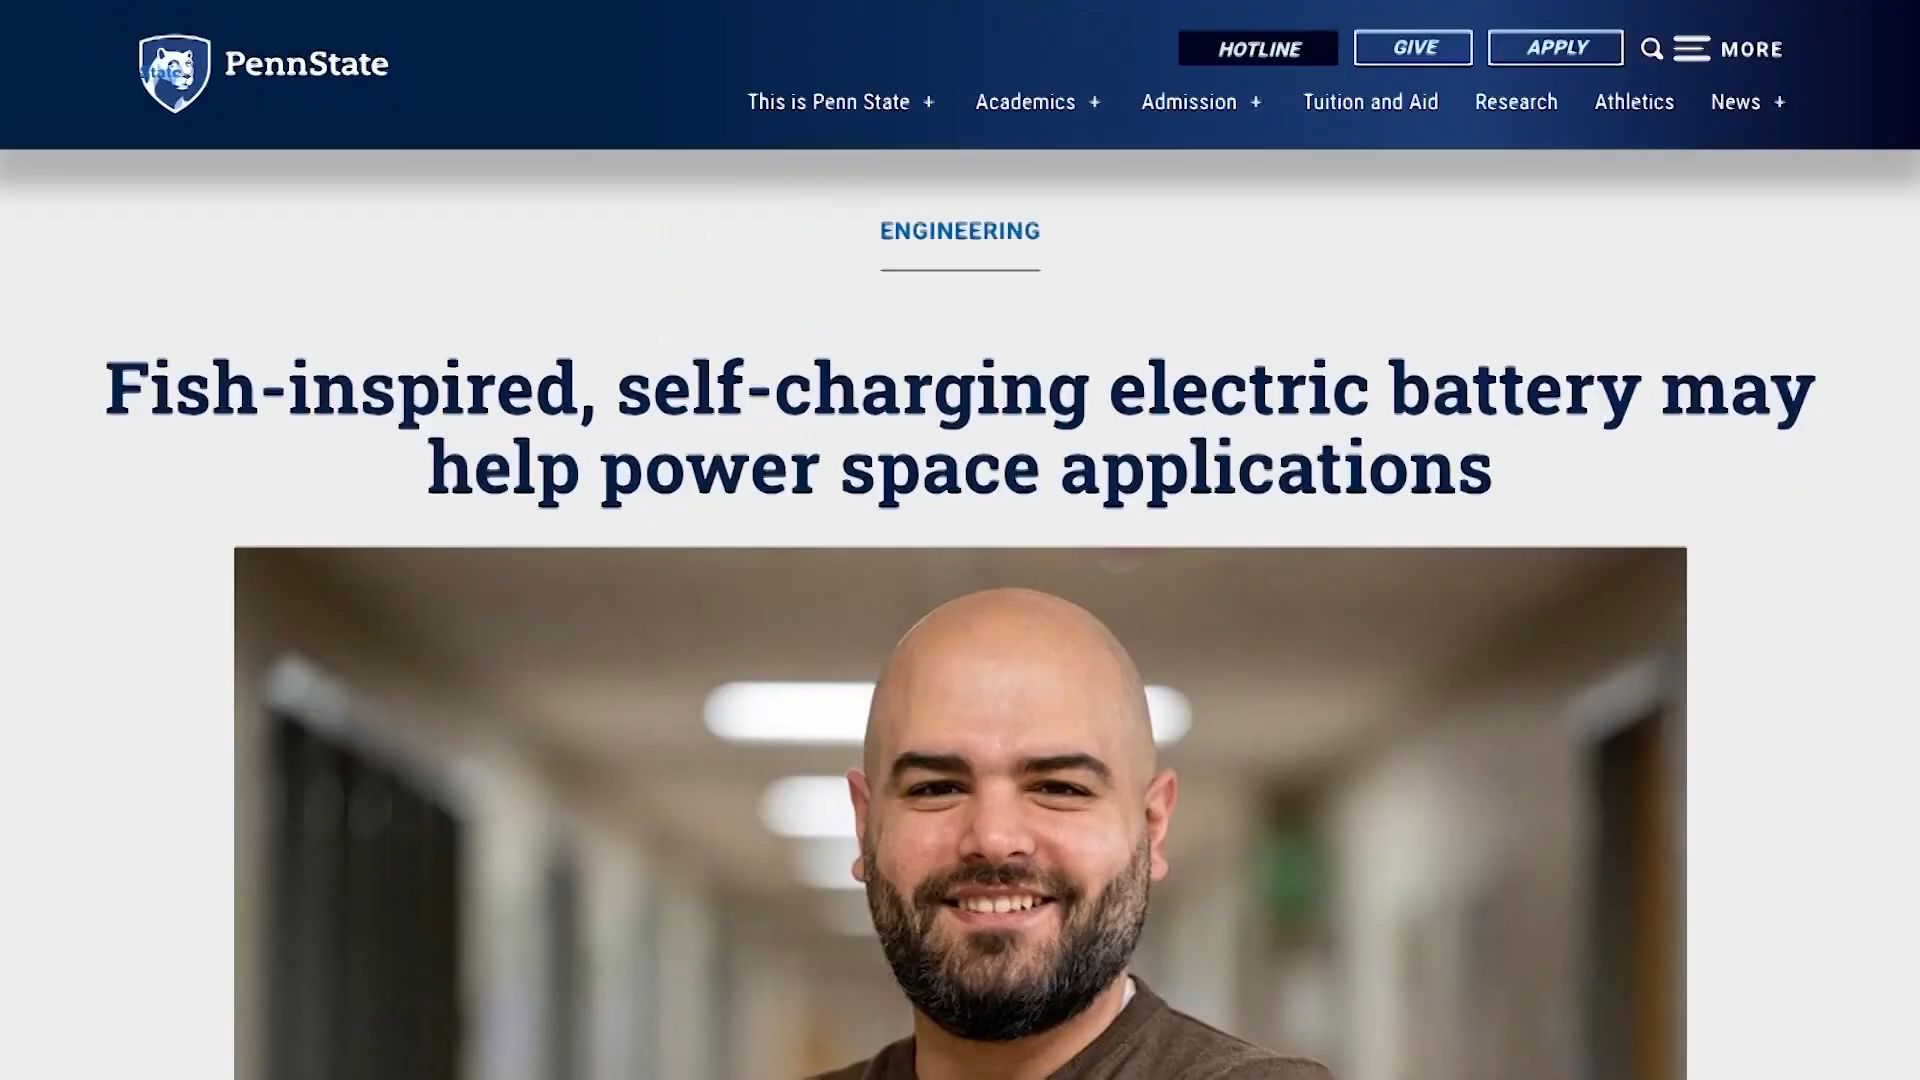 State
PennState
HOTLINE
GIVE
APPLY
MORE
This is Penn State +
Academics +
Admission +
Tuition and Aid
Research
Athletics
News +
ENGINEERING
Fish-inspired, self-charging electric battery may
help power space applications